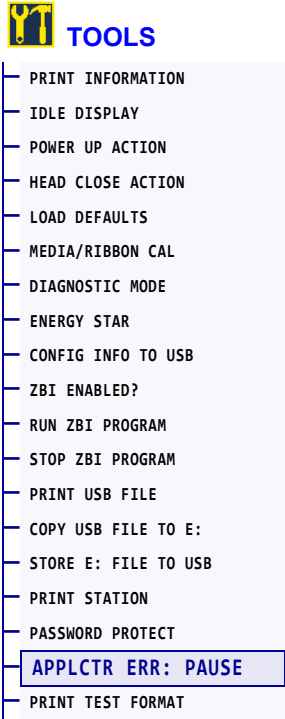 TOOLS
PRINT INFORMATION
IDLE DISPLAY
POWER UP ACTION
HEAD CLOSE ACTION
LOAD DEFAULTS
MEDIA/RIBBON CAL
DIAGNOSTIC MODE
ENERGY STAR
CONFIG INFO TO USB
ZBI ENABLED?
RUN ZBI PROGRAM
STOP ZBI PROGRAM
PRINT USB FILE
COPY USB FILE TO E:
STORE E: FILE TO USB
PRINT STATION
PASSWORD PROTECT
APPLCTR ERR: PAUSE
PRINT TEST FORMAT